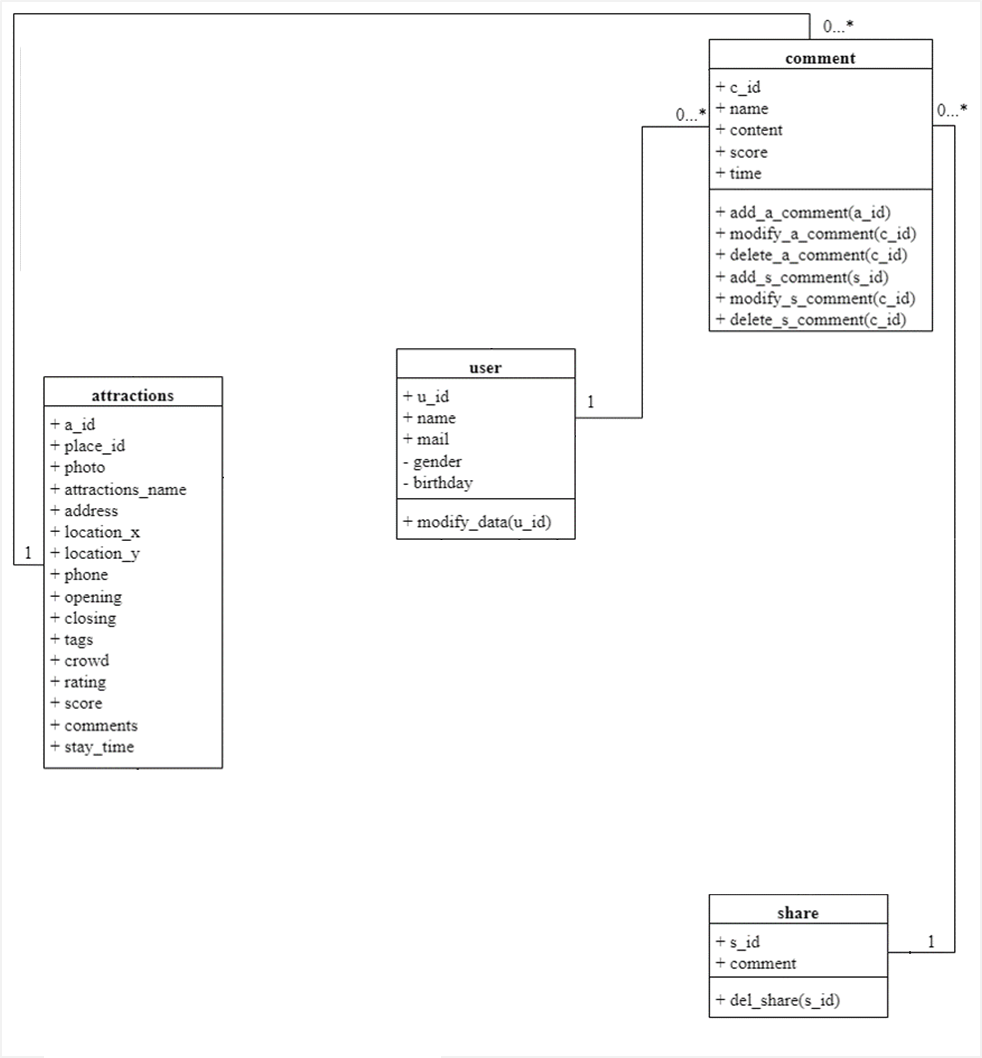 0...*
comment
+ c_id
+ name
+ content
+ score
+ time
+ add_a_comment(a_id)
+ modify_a_comment(c_id)
+ delete_a_comment(c_id)
+ add_s_comment(s_id)
+ modify_s_comment(c_id)
+ delete_s_comment(c_id)
0...*
0...*
user
+ u_id
+ name
+ mail
- gender
- birthday
+ modify_data(u_id)
1
attractions
+ a_id
+ place_id
+ photo
+ attractions_name
+ address
+ location_x
+ location_y
+ phone
+ opening
+ closing
+ tags
+ crowd
+ rating
+ score
+ comments
+ stay_time
1
share
+ s_id
+ comment
+ del_share(s_id)
1